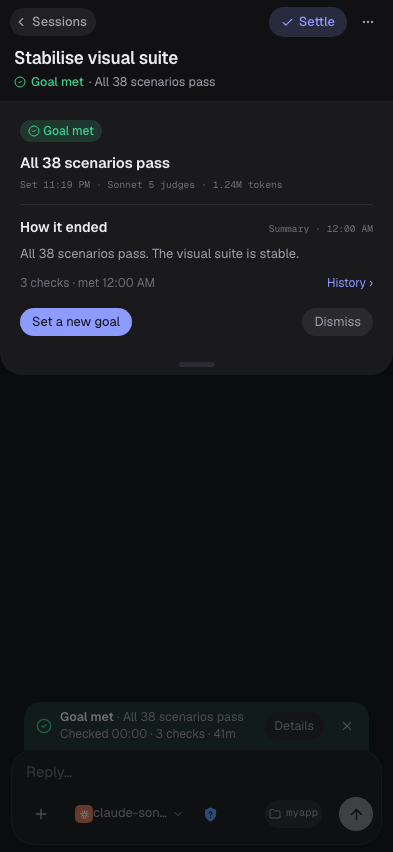 Sessions
Settle
Stabilise visual suite
Goal met · All 38 scenarios pass
Goal met
All 38 scenarios pass
Set 11:19 PM · Sonnet 5 judges · 1.24M tokens
How it ended
Summary · 12:00 AM
All 38 scenarios pass. The visual suite is stable.
3 checks · met 12:00 AM
History ›
Set a new goal
Dismiss
Goal met · All 38 scenarios pass
Checked 00:00 · 3 checks · 41m
Details
Reply...
claude-son...
myapp